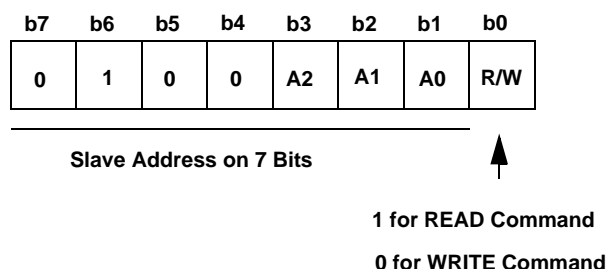 b7 b6 b5 b4 b3 b2 b1 b0
0 1 0 0 A2 A1 A0 R/W
Slave Address on 7 Bits
1 for READ Command
0 for WRITE Command